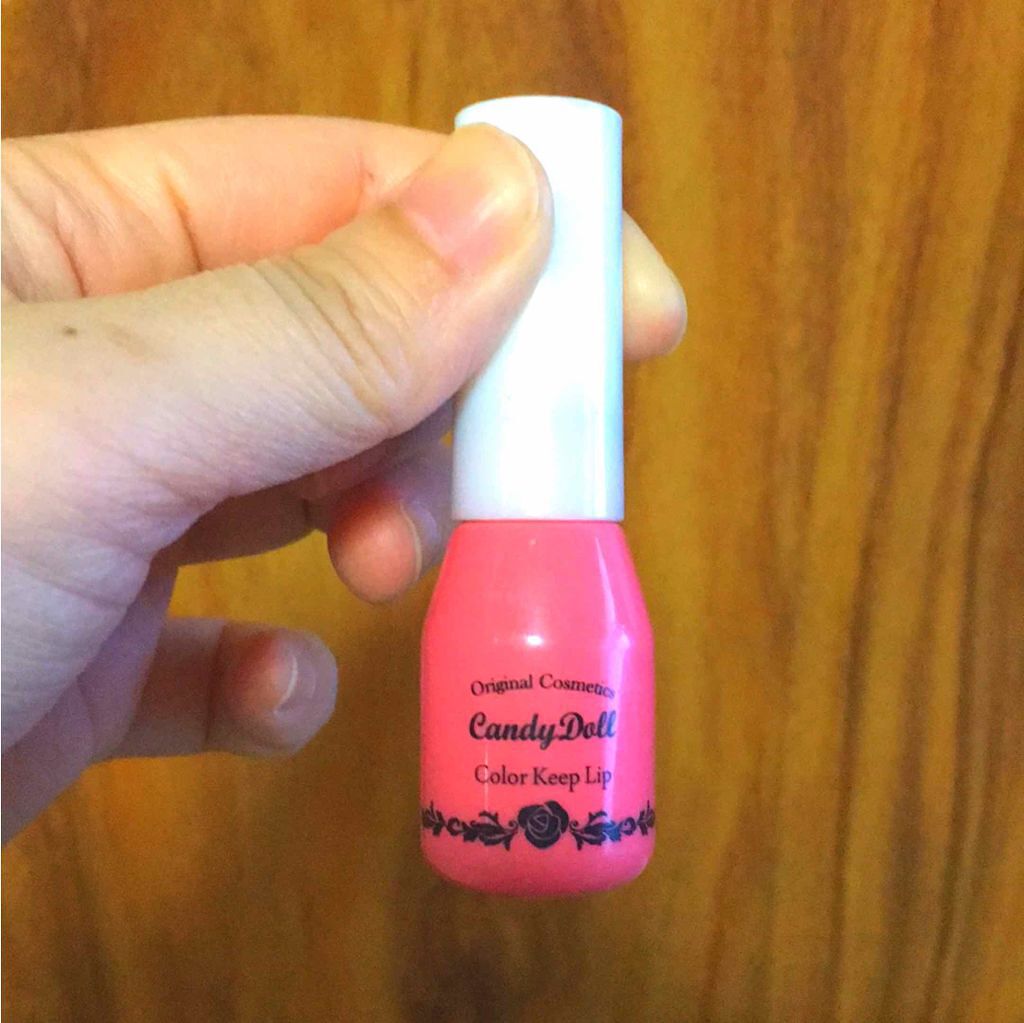 Original Cosmetics
CandyDoll
Color Keep Lip